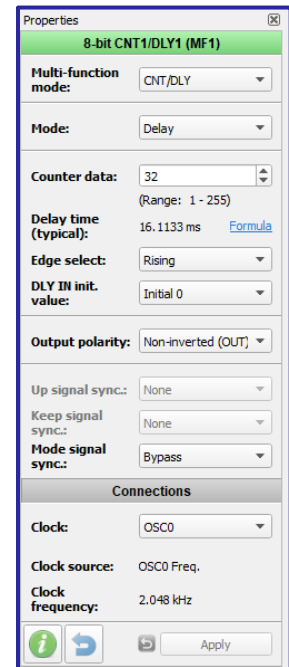 Properties
8-bit CNT1/DLY1 (MF1)
Multi-function
mode:
CNT/DLY
Mode:
Delay
Counter data:
32
(Range: 1 - 255)
Delay time
(typical):
16.1133 ms
Formula
Edge select:
Rising
DLY IN init.
value:
Initial 0
Output polarity:
Non-inverted (OUT)
Up signal sync.:
None
Keep signal
sync.:
None
Mode signal
sync.:
Bypass
Connections
Clock:
OSC0
Clock source:
OSC0 Freq.
Clock
frequency:
2.048 kHz
Apply